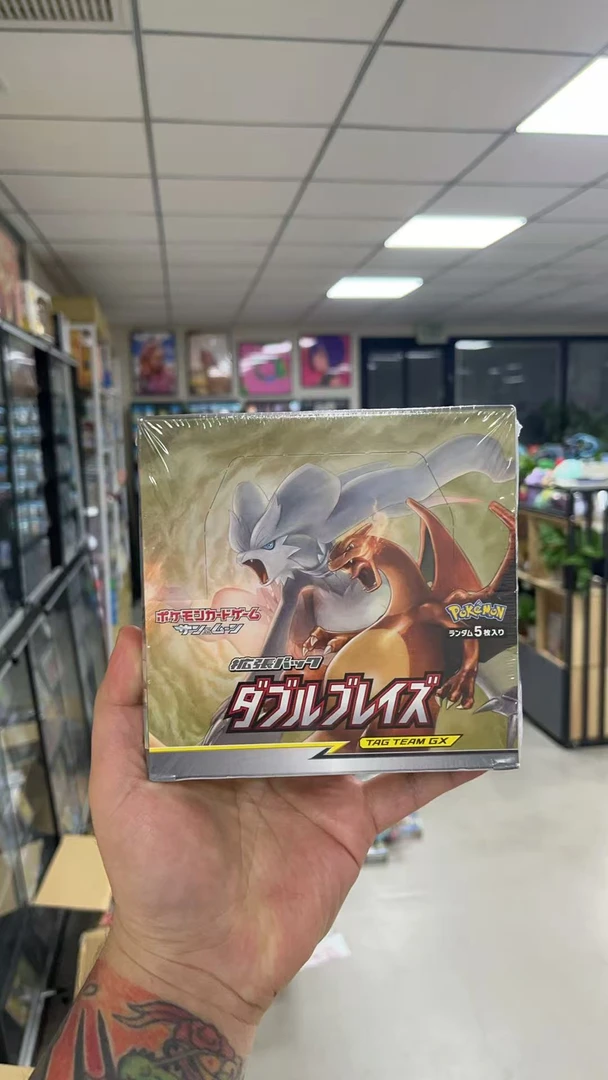 ポケモンカードゲーム
サン&ムーン
Pokémon
ランダム5枚入り
拡張パック
ダブルブレイズ
TAG TEAM GX